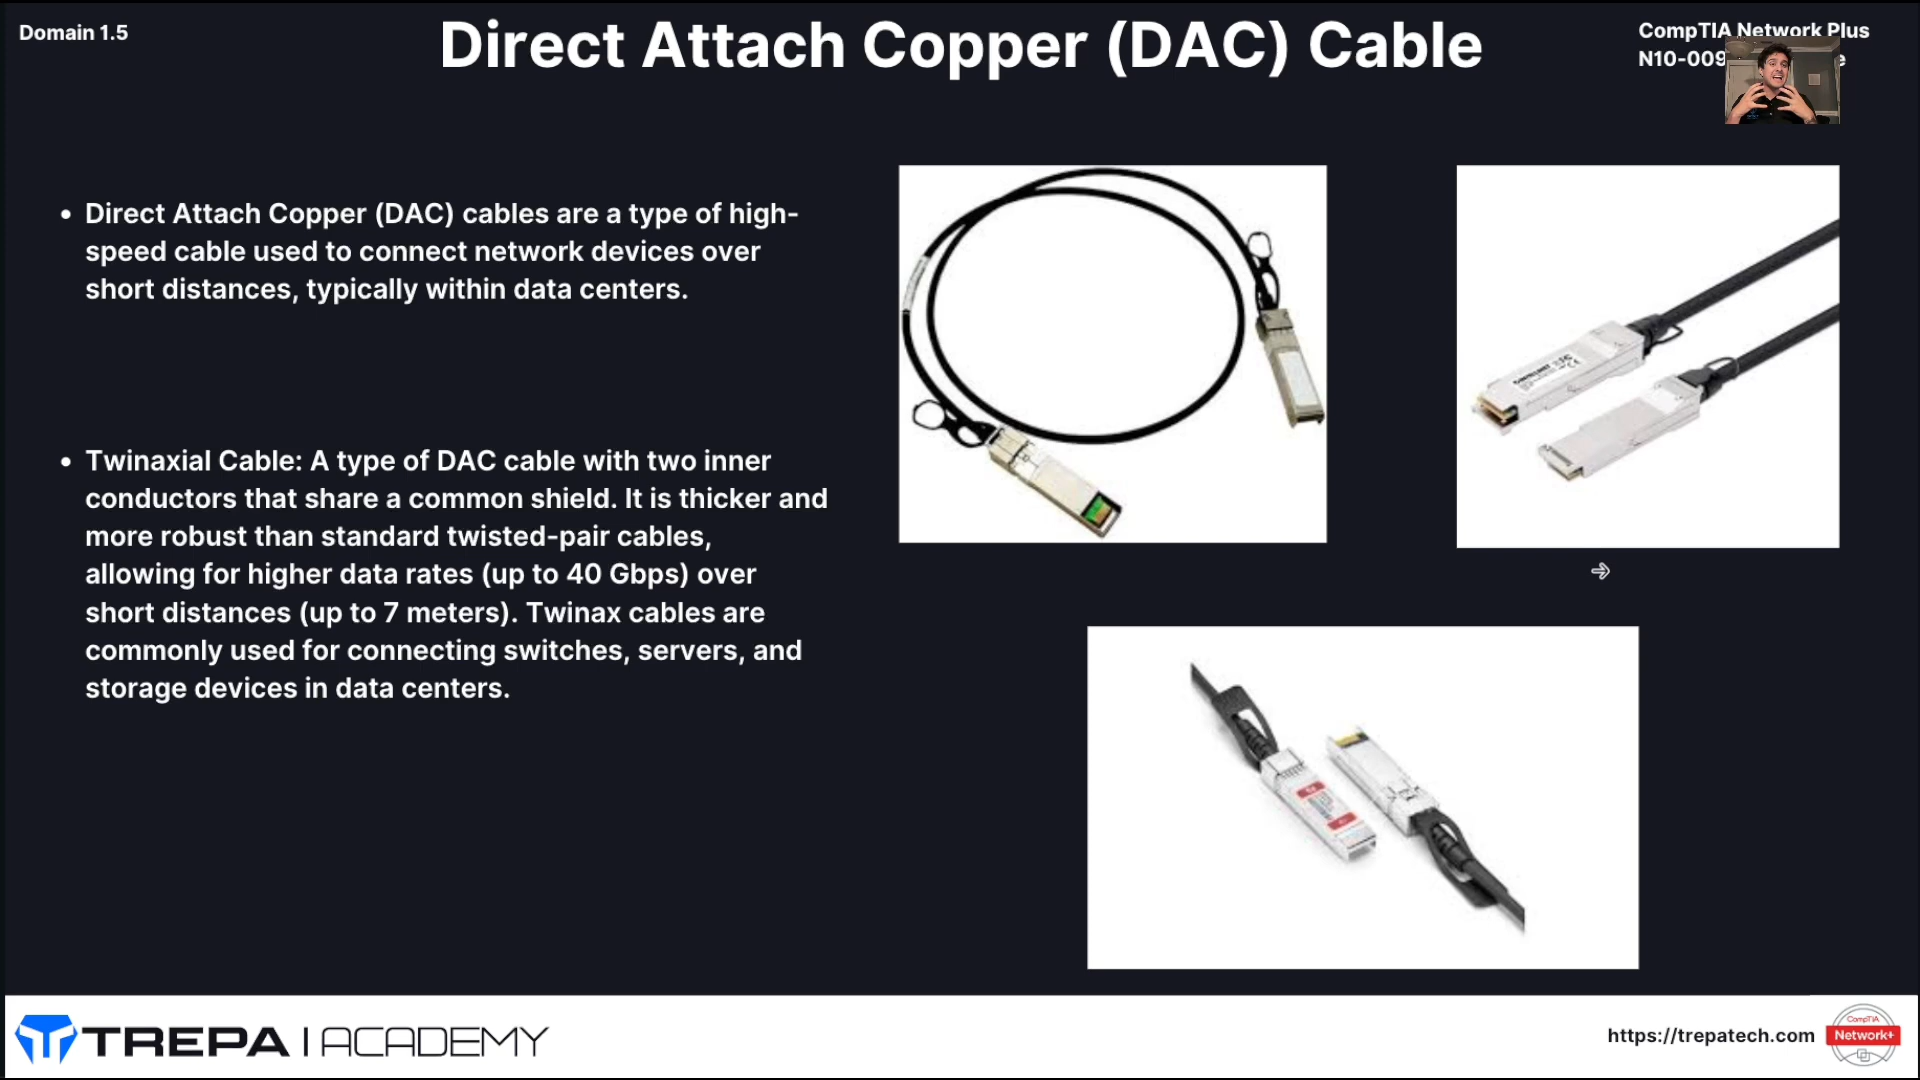 Domain 1.5
Direct Attach Copper (DAC) Cable
CompTIA Network Plus
N10-009
• Direct Attach Copper (DAC) cables are a type of high-
speed cable used to connect network devices over
short distances, typically within data centers.
• Twinaxial Cable: A type of DAC cable with two inner
conductors that share a common shield. It is thicker and
more robust than standard twisted-pair cables,
allowing for higher data rates (up to 40 Gbps) over
short distances (up to 7 meters). Twinax cables are
commonly used for connecting switches, servers, and
storage devices in data centers.
TREPA | ACADEMY
https://trepatech.com
CompTIA
Network+